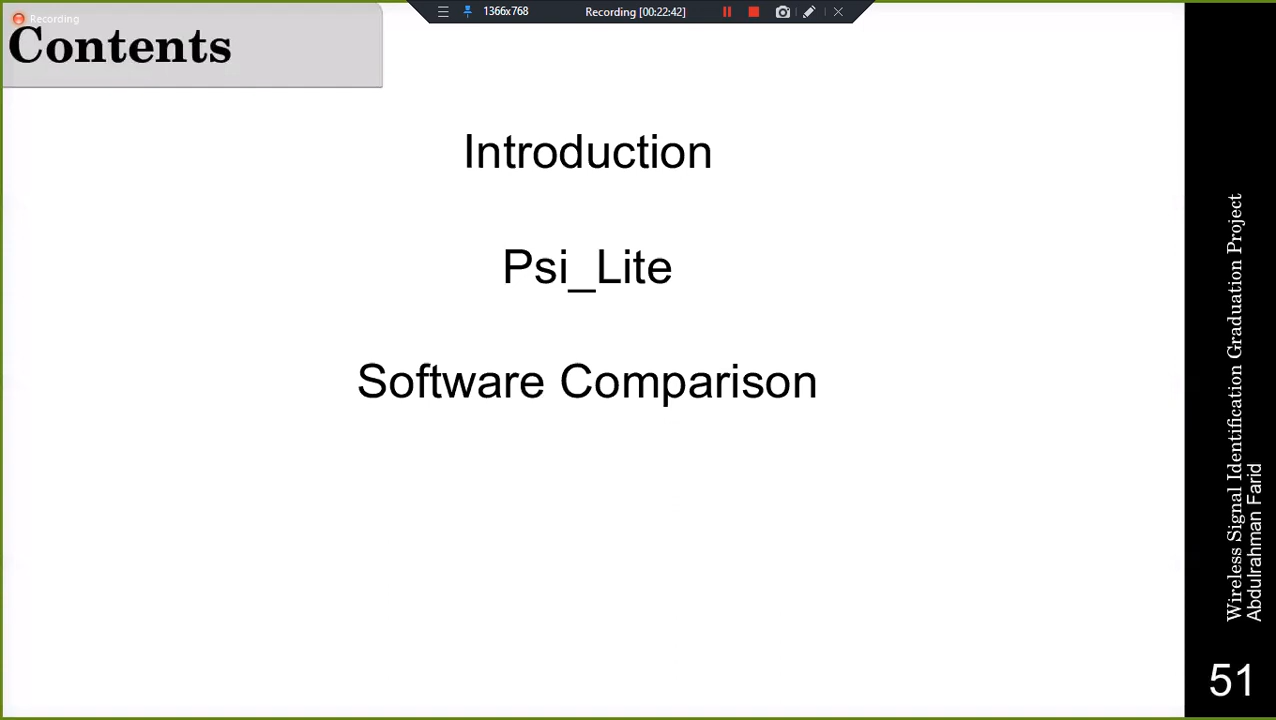 Recording
1366x768
Recording [00:22:42]
Contents
Introduction
Psi_Lite
Software Comparison
Wireless Signal Identification Graduation Project
Abdulrahman Farid
51